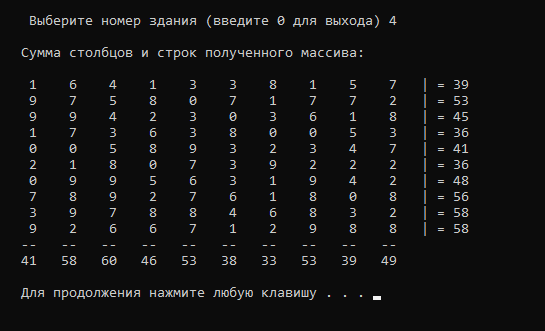 Выберите номер здания (введите 0 для выхода) 4
Сумма столбцов и строк полученного массива:
1 6 4 1 3 3 8 1 5 7 | = 39
9 7 5 8 0 7 1 7 7 2 | = 53
9 9 4 2 3 0 3 6 1 8 | = 45
1 7 3 6 3 8 0 0 5 3 | = 36
0 0 5 8 9 3 2 3 4 7 | = 41
2 1 8 0 7 3 9 2 2 2 | = 36
0 9 9 5 6 3 1 9 4 2 | = 48
7 8 9 2 7 6 1 8 0 8 | = 56
3 9 7 8 8 4 6 8 3 2 | = 58
9 2 6 6 7 1 2 9 8 8 | = 58
-- -- -- -- -- -- -- -- -- --
41 58 60 46 53 38 33 53 39 49
Для продолжения нажмите любую клавишу . . .